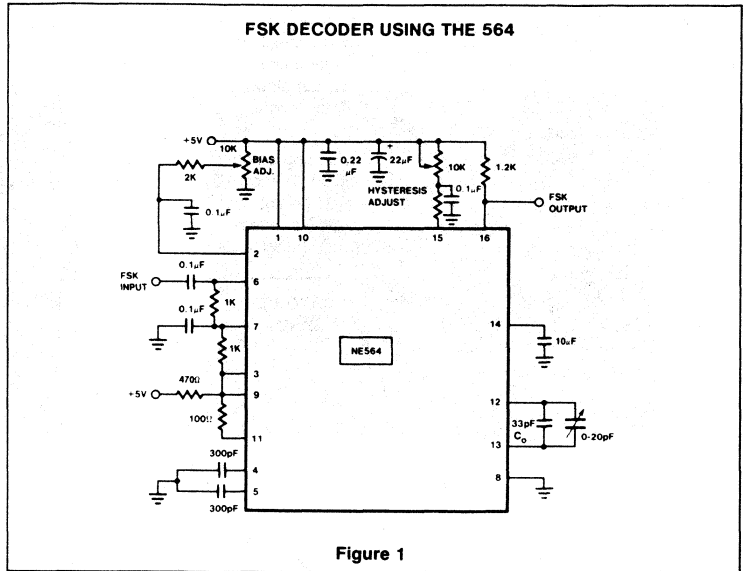 FSK DECODER USING THE 564
+5V
10K
BIAS
ADJ.
2K
0.1μF
0.22
μF
+
22μF
10K
HYSTERESIS
ADJUST
0.1μF
1.2K
FSK
OUTPUT
1
10
15
16
2
FSK
INPUT
0.1μF
6
1K
0.1μF
7
1K
3
+5V
470Ω
9
100Ω
11
300pF
4
5
300pF
NE564
14
10μF
12
33pF
Co
0-20pF
13
8
Figure 1